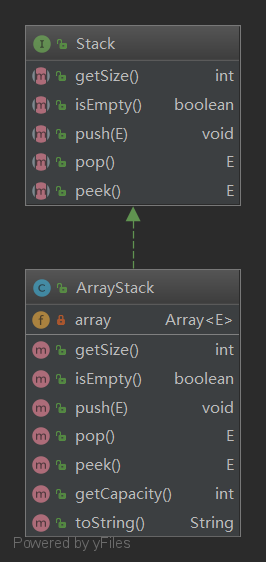 I Stack
m getSize() int
m isEmpty() boolean
m push(E) void
m pop() E
m peek() E
C ArrayStack
f array Array<E>
m getSize() int
m isEmpty() boolean
m push(E) void
m pop() E
m peek() E
m getCapacity() int
m toString() String
Powered by yFiles